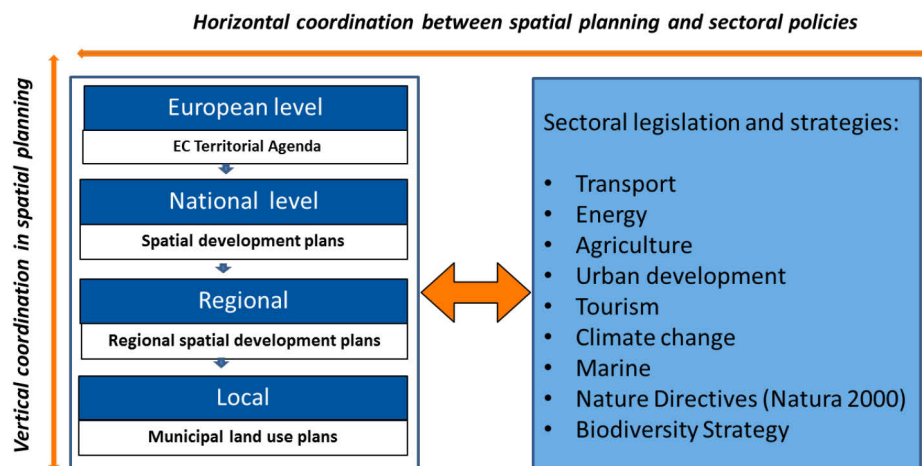 Horizontal coordination between spatial planning and sectoral policies
Vertical coordination in spatial planning
European level
EC Territorial Agenda
National level
Spatial development plans
Regional
Regional spatial development plans
Local
Municipal land use plans
Sectoral legislation and strategies:
• Transport
• Energy
• Agriculture
• Urban development
• Tourism
• Climate change
• Marine
• Nature Directives (Natura 2000)
• Biodiversity Strategy